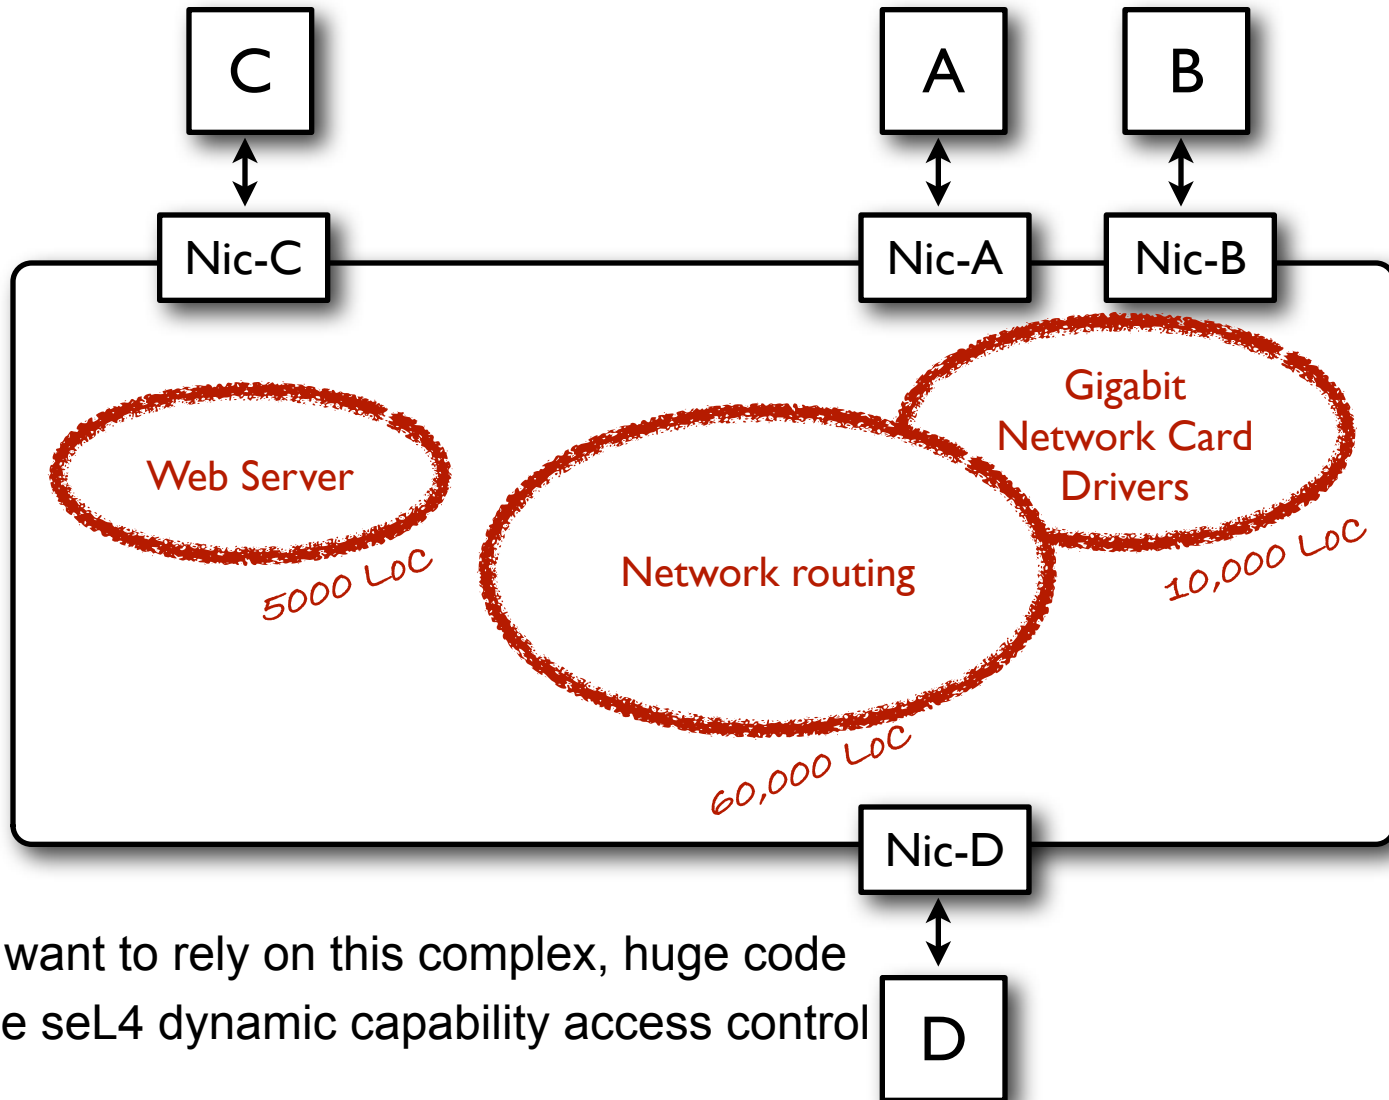 C
A
B
Nic-C
Nic-A
Nic-B
Gigabit
Network Card
Drivers
Web Server
Network routing
5000 LoC
10,000 LoC
60,000 LoC
Nic-D
want to rely on this complex, huge code
e seL4 dynamic capability access control
D